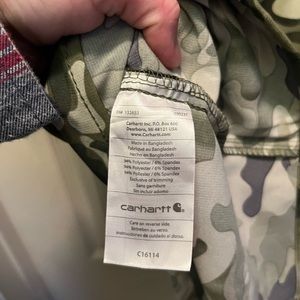 Carhartt Inc. P.O. Box 600
Dearborn, MI 48121 USA
www.Carhartt.com
Made in Bangladesh
Fabriqué au Bangladesh
Hecho en Bangladesh
94% Polyester / 6% Spandex
94% Polyester / 6% Spandex
94% Polyester / 6% Spandex
Exclusive of trimming
Sans garniture
Sin incluir adorno
carhartt
Care on reverse side
Entretien au verso
Instrucciones de cuidado al dorso
C16114